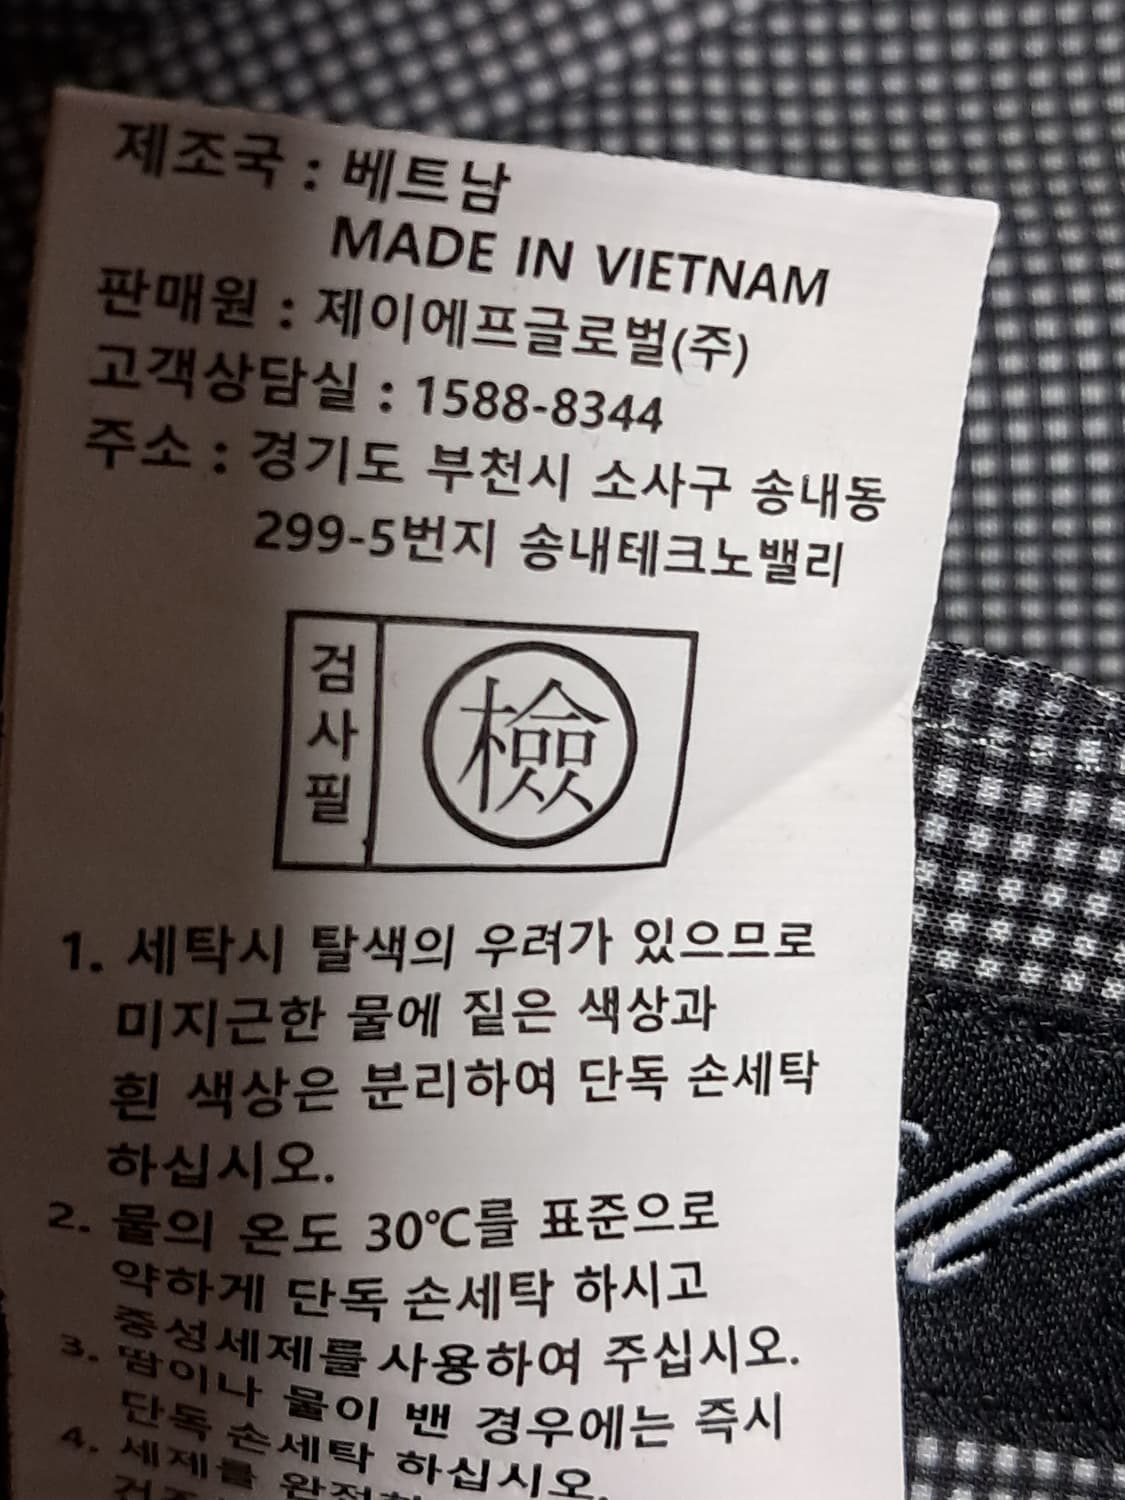 제조국 : 베트남
MADE IN VIETNAM
판매원 : 제이에프글로벌(주)
고객상담실 : 1588-8344
주소 : 경기도 부천시 소사구 송내동
299-5번지 송내테크노밸리
검사필
檢
1. 세탁시 탈색의 우려가 있으므로
미지근한 물에 짙은 색상과
흰 색상은 분리하여 단독 손세탁
하십시오.
2. 물의 온도 30℃를 표준으로
약하게 단독 손세탁 하시고
중성세제를 사용하여 주십시오.
3. 땀이나 물이 밴 경우에는 즉시
단독 손세탁 하십시오.
4. 세제를